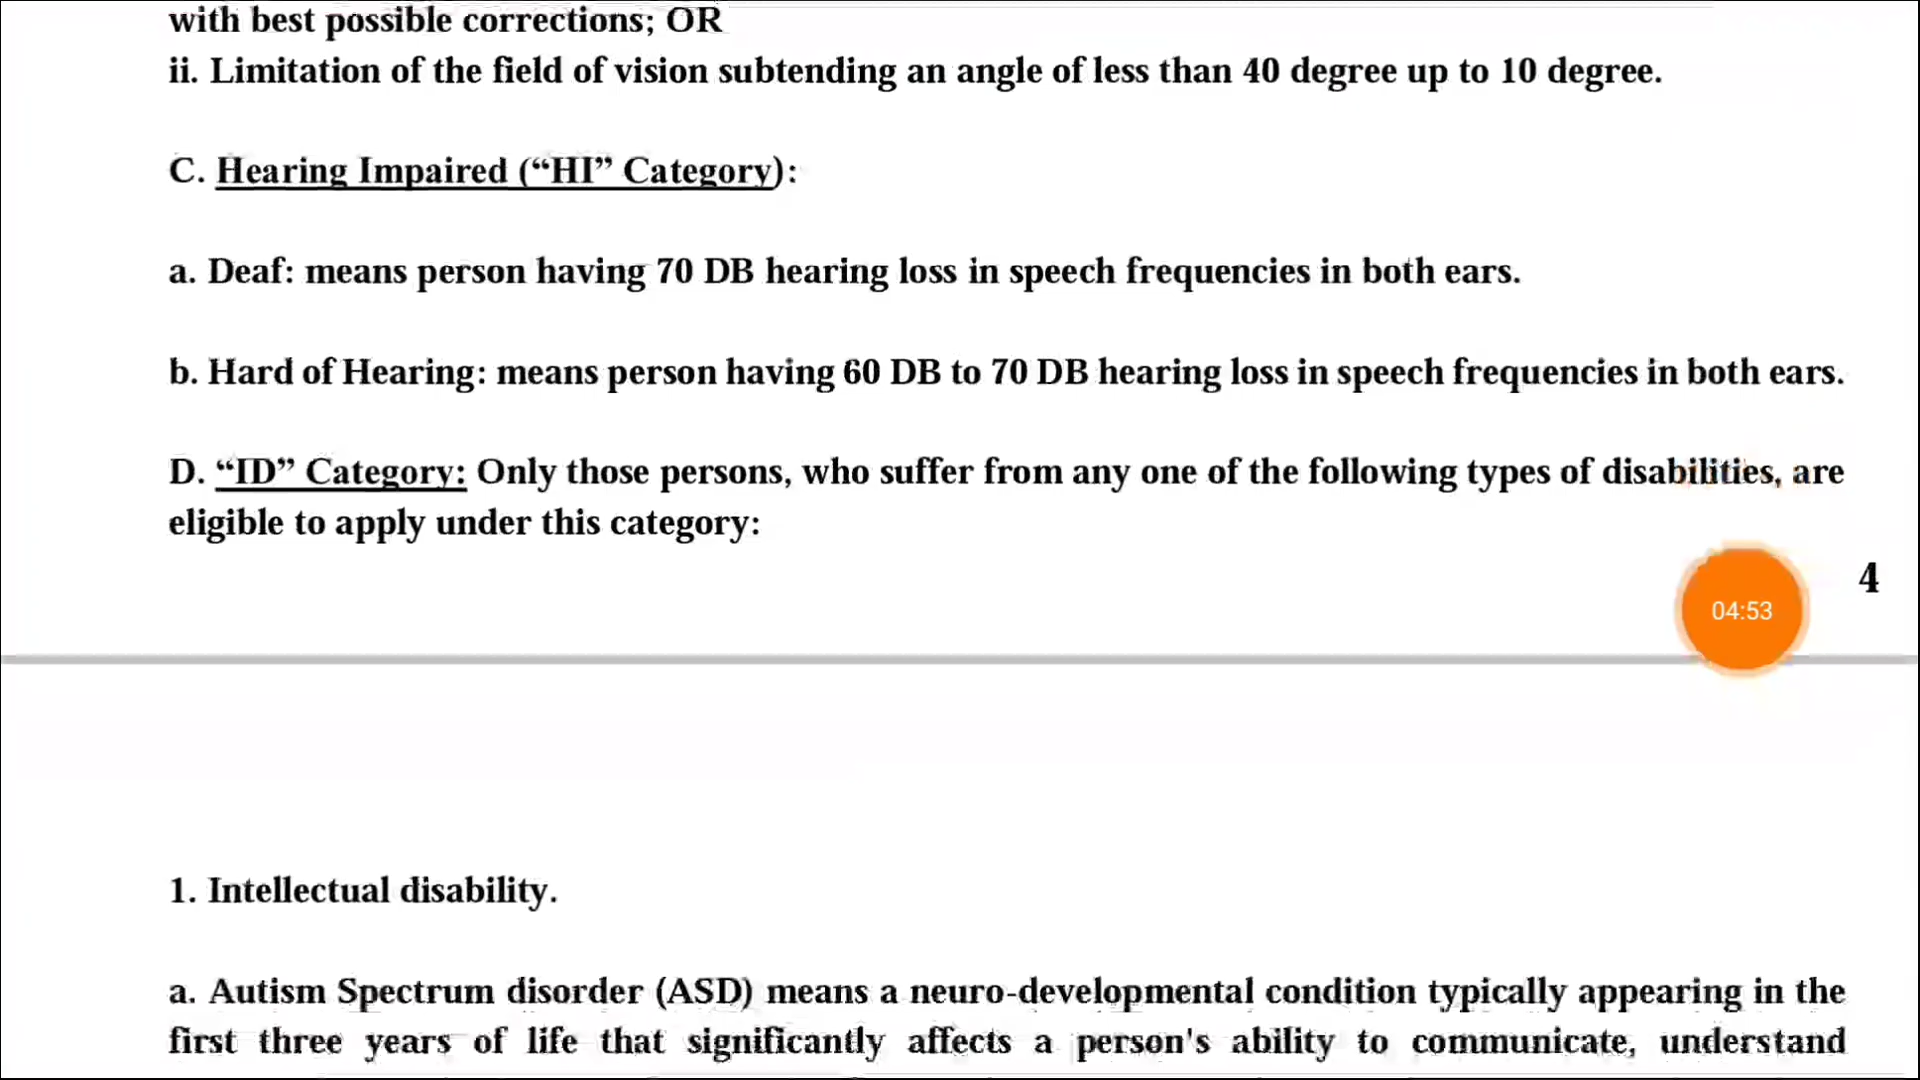 with best possible corrections; OR
ii. Limitation of the field of vision subtending an angle of less than 40 degree up to 10 degree.
C. Hearing Impaired (“HI” Category):
a. Deaf: means person having 70 DB hearing loss in speech frequencies in both ears.
b. Hard of Hearing: means person having 60 DB to 70 DB hearing loss in speech frequencies in both ears.
D. “ID” Category: Only those persons, who suffer from any one of the following types of disabilities, are
eligible to apply under this category:
4
04:53
1. Intellectual disability.
a. Autism Spectrum disorder (ASD) means a neuro-developmental condition typically appearing in the
first three years of life that significantly affects a person's ability to communicate, understand